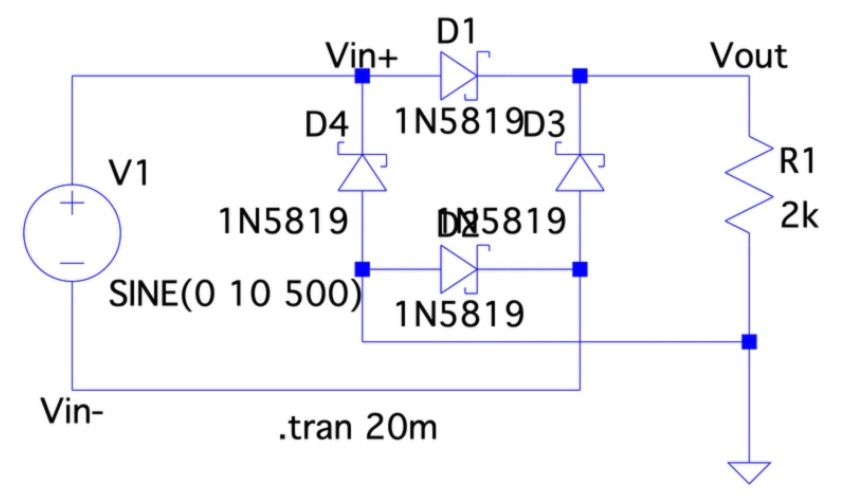 D1
Vin+
Vout
D4
1N5819
D3
R1
V1
1N5819
D2
1N5819
2k
SINE(0 10 500)
1N5819
Vin-
.tran 20m